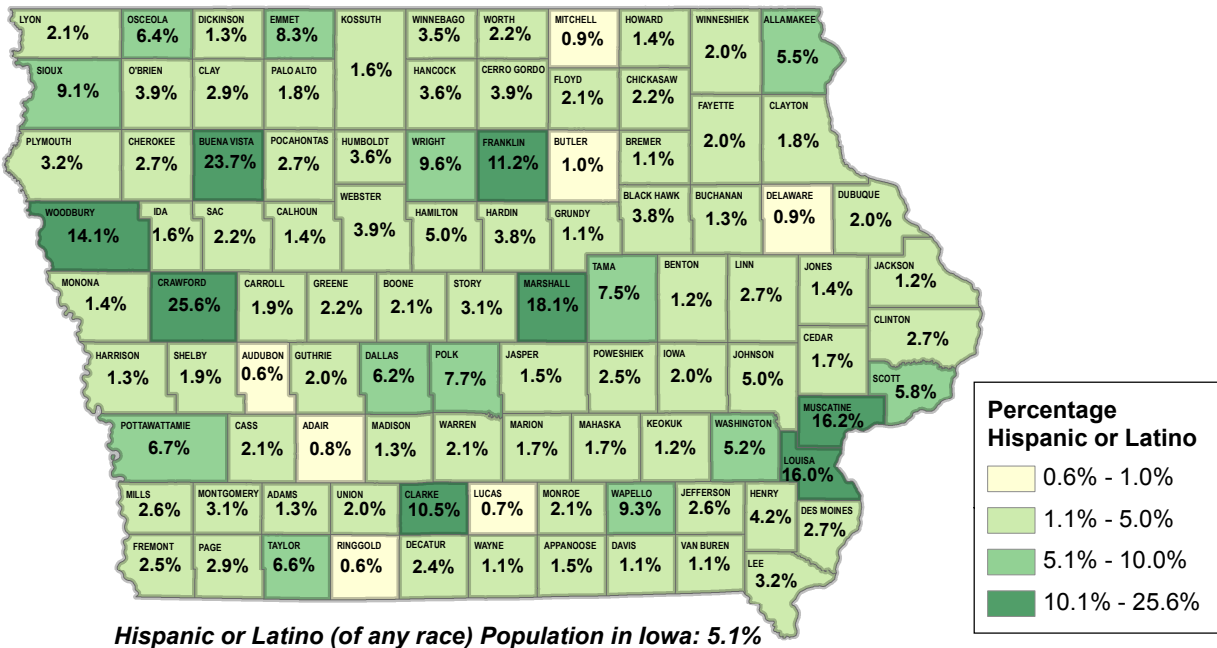 LYON
2.1%
OSCEOLA
6.4%
DICKINSON
1.3%
EMMET
8.3%
KOSSUTH
1.6%
WINNEBAGO
3.5%
WORTH
2.2%
MITCHELL
0.9%
HOWARD
1.4%
WINNESHIEK
2.0%
ALLAMAKEE
5.5%
SIOUX
9.1%
O'BRIEN
3.9%
CLAY
2.9%
PALO ALTO
1.8%
HANCOCK
3.6%
CERRO GORDO
3.9%
FLOYD
2.1%
CHICKASAW
2.2%
FAYETTE
2.0%
CLAYTON
1.8%
PLYMOUTH
3.2%
CHEROKEE
2.7%
BUENA VISTA
23.7%
POCAHONTAS
2.7%
HUMBOLDT
3.6%
WRIGHT
9.6%
FRANKLIN
11.2%
BUTLER
1.0%
BREMER
1.1%
WOODBURY
14.1%
IDA
1.6%
SAC
2.2%
CALHOUN
1.4%
WEBSTER
3.9%
HAMILTON
5.0%
HARDIN
3.8%
GRUNDY
1.1%
BLACK HAWK
3.8%
BUCHANAN
1.3%
DELAWARE
0.9%
DUBUQUE
2.0%
MONONA
1.4%
CRAWFORD
25.6%
CARROLL
1.9%
GREENE
2.2%
BOONE
2.1%
STORY
3.1%
MARSHALL
18.1%
TAMA
7.5%
BENTON
1.2%
LINN
2.7%
JONES
1.4%
JACKSON
1.2%
CLINTON
2.7%
CEDAR
1.7%
HARRISON
1.3%
SHELBY
1.9%
AUDUBON
0.6%
GUTHRIE
2.0%
DALLAS
6.2%
POLK
7.7%
JASPER
1.5%
POWESHIEK
2.5%
IOWA
2.0%
JOHNSON
5.0%
SCOTT
5.8%
MUSCATINE
16.2%
POTTAWATTAMIE
6.7%
CASS
2.1%
ADAIR
0.8%
MADISON
1.3%
WARREN
2.1%
MARION
1.7%
MAHASKA
1.7%
KEOKUK
1.2%
WASHINGTON
5.2%
LOUISA
16.0%
MILLS
2.6%
MONTGOMERY
3.1%
ADAMS
1.3%
UNION
2.0%
CLARKE
10.5%
LUCAS
0.7%
MONROE
2.1%
WAPELLO
9.3%
JEFFERSON
2.6%
HENRY
4.2%
DES MOINES
2.7%
FREMONT
2.5%
PAGE
2.9%
TAYLOR
6.6%
RINGGOLD
0.6%
DECATUR
2.4%
WAYNE
1.1%
APPANOOSE
1.5%
DAVIS
1.1%
VAN BUREN
1.1%
LEE
3.2%
Percentage
Hispanic or Latino
0.6% - 1.0%
1.1% - 5.0%
5.1% - 10.0%
10.1% - 25.6%
Hispanic or Latino (of any race) Population in Iowa: 5.1%